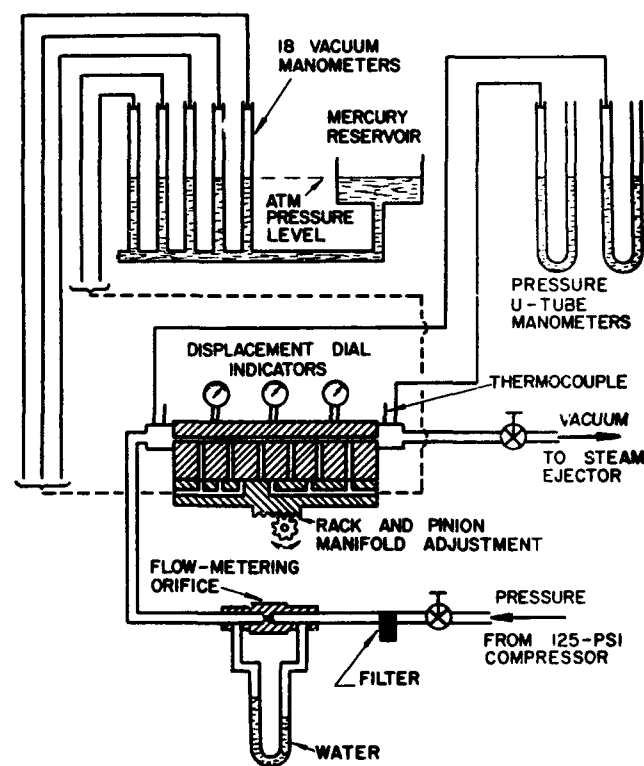 18 VACUUM
MANOMETERS
MERCURY
RESERVOIR
ATM
PRESSURE
LEVEL
PRESSURE
U-TUBE
MANOMETERS
DISPLACEMENT DIAL
INDICATORS
THERMOCOUPLE
VACUUM
TO STEAM
EJECTOR
RACK AND PINION
MANIFOLD ADJUSTMENT
FLOW-METERING
ORIFICE
PRESSURE
FROM 125-PSI
COMPRESSOR
FILTER
WATER